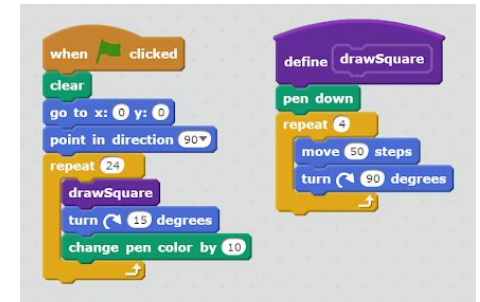 when clicked
clear
go to x: 0 y: 0
point in direction 90▼
repeat 24
drawSquare
turn ↻ 15 degrees
change pen color by 10
define drawSquare
pen down
repeat 4
move 50 steps
turn ↻ 90 degrees